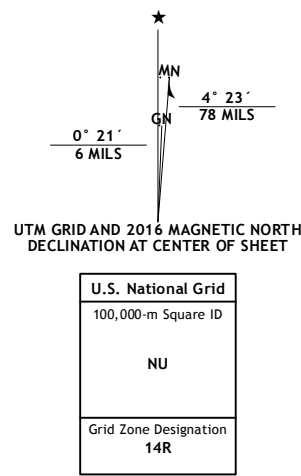 ★
MN
4° 23´
78 MILS
GN
0° 21´
6 MILS
UTM GRID AND 2016 MAGNETIC NORTH
DECLINATION AT CENTER OF SHEET
U.S. National Grid
100,000-m Square ID
NU
Grid Zone Designation
14R